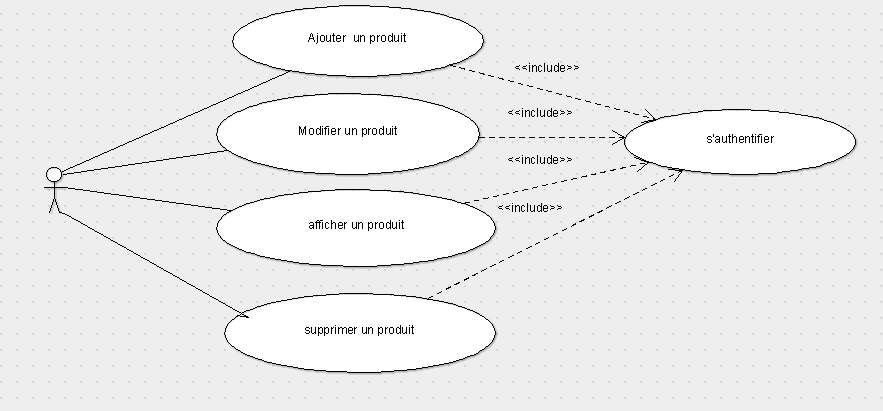 Ajouter un produit
<<include>>
<<include>>
Modifier un produit
s'authentifier
<<include>>
<<include>>
afficher un produit
supprimer un produit